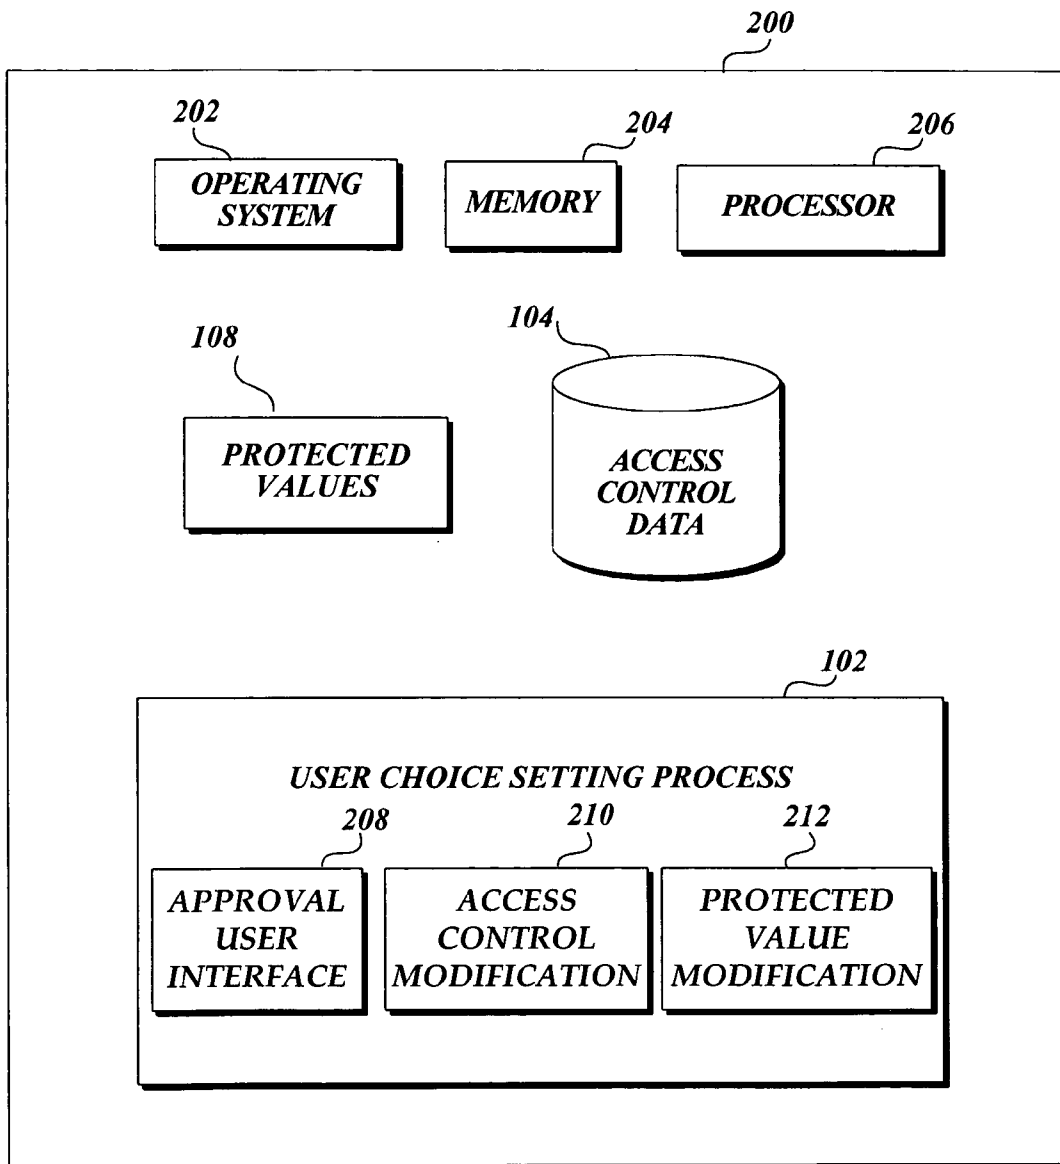 200
202
204
206
OPERATING
SYSTEM
MEMORY
PROCESSOR
108
104
PROTECTED
VALUES
ACCESS
CONTROL
DATA
102
USER CHOICE SETTING PROCESS
208
210
212
APPROVAL
USER
INTERFACE
ACCESS
CONTROL
MODIFICATION
PROTECTED
VALUE
MODIFICATION